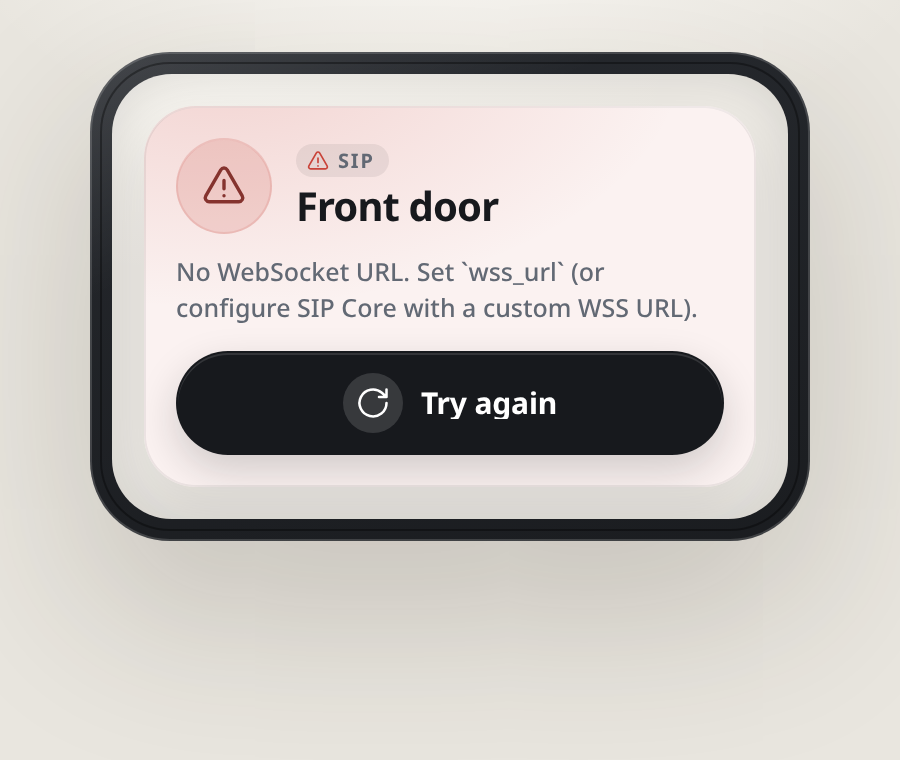 SIP
Front door
No WebSocket URL. Set `wss_url` (or
configure SIP Core with a custom WSS URL).
Try again